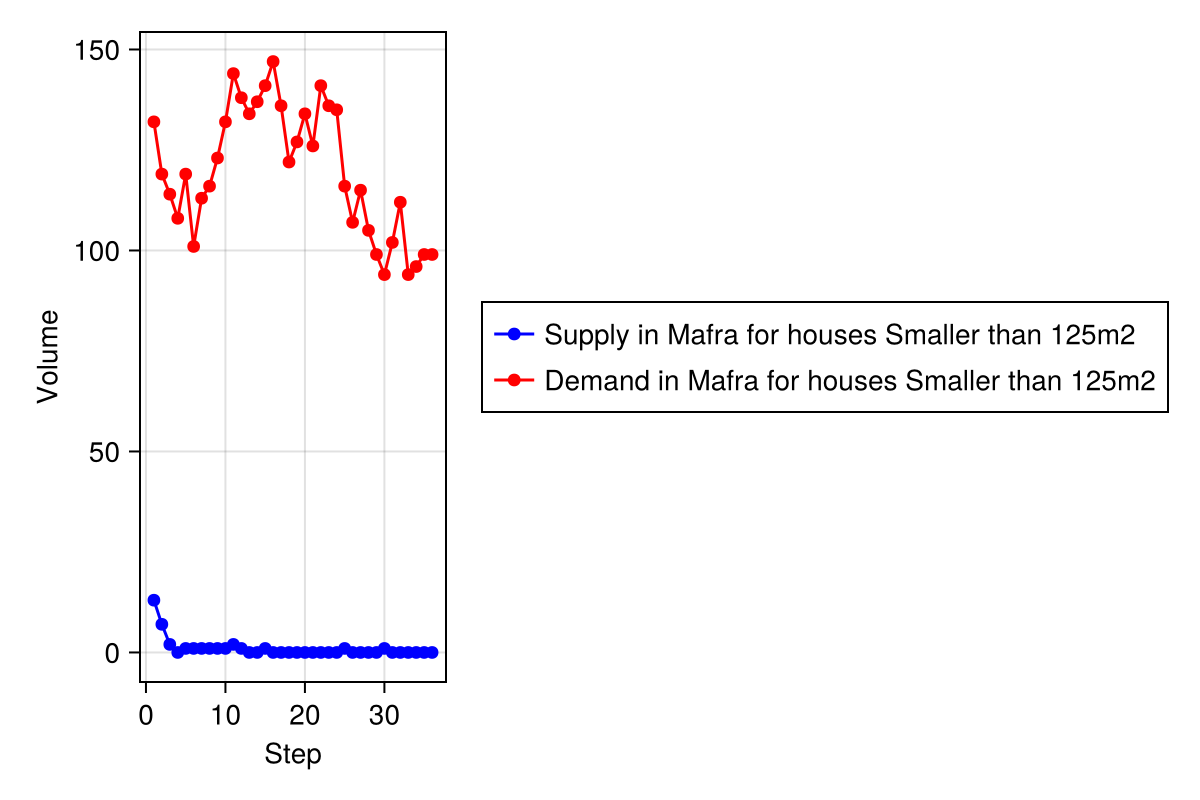 150
100
50
0
Volume
0 10 20 30
Step
Supply in Mafra for houses Smaller than 125m2
Demand in Mafra for houses Smaller than 125m2